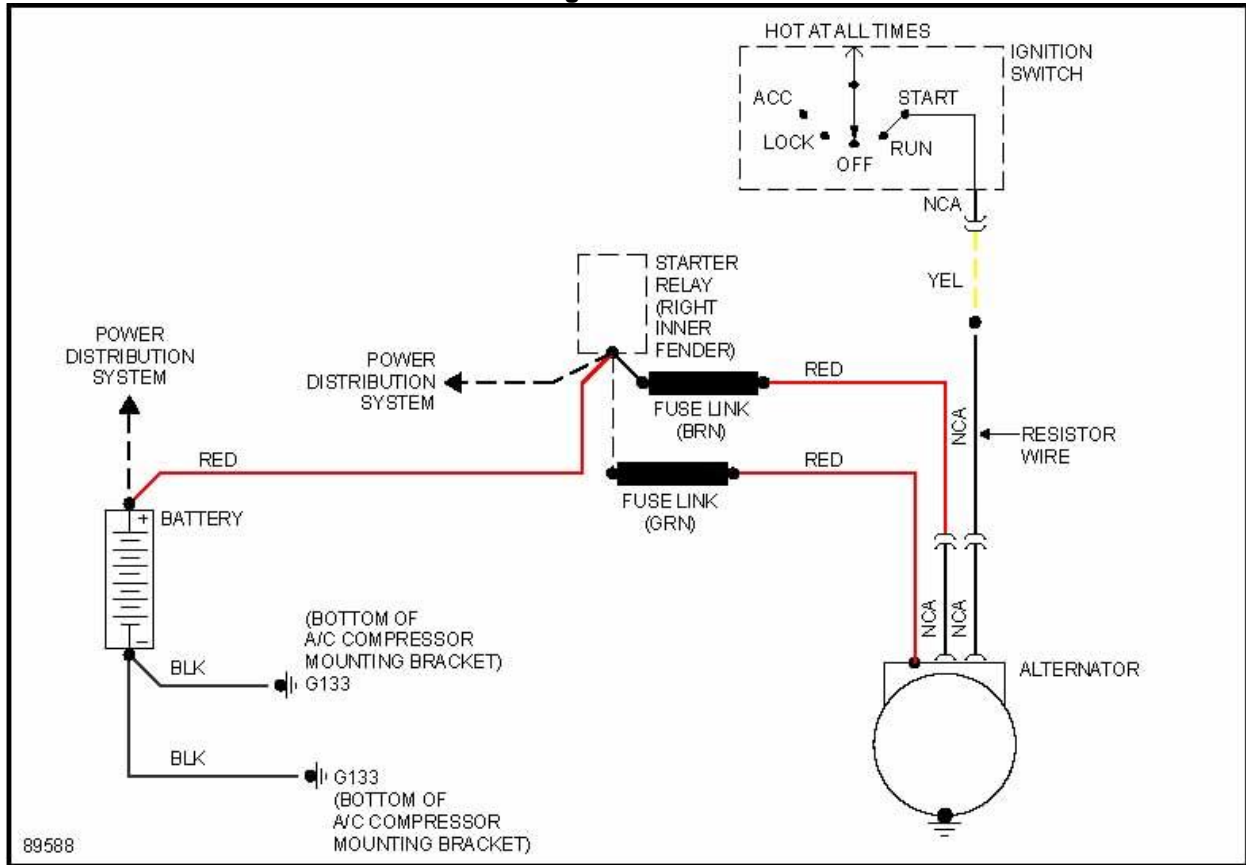 HOT AT ALL TIMES
IGNITION
SWITCH
ACC
START
LOCK
RUN
OFF
NCA
YEL
STARTER
RELAY
(RIGHT
INNER
FENDER)
POWER
DISTRIBUTION
SYSTEM
POWER
DISTRIBUTION
SYSTEM
RED
FUSE LINK
(BRN)
NCA
RESISTOR
WIRE
RED
RED
FUSE LINK
(GRN)
+
BATTERY
NCA
NCA
(BOTTOM OF
A/C COMPRESSOR
MOUNTING BRACKET)
–
BLK
G133
ALTERNATOR
BLK
G133
(BOTTOM OF
A/C COMPRESSOR
MOUNTING BRACKET)
89588